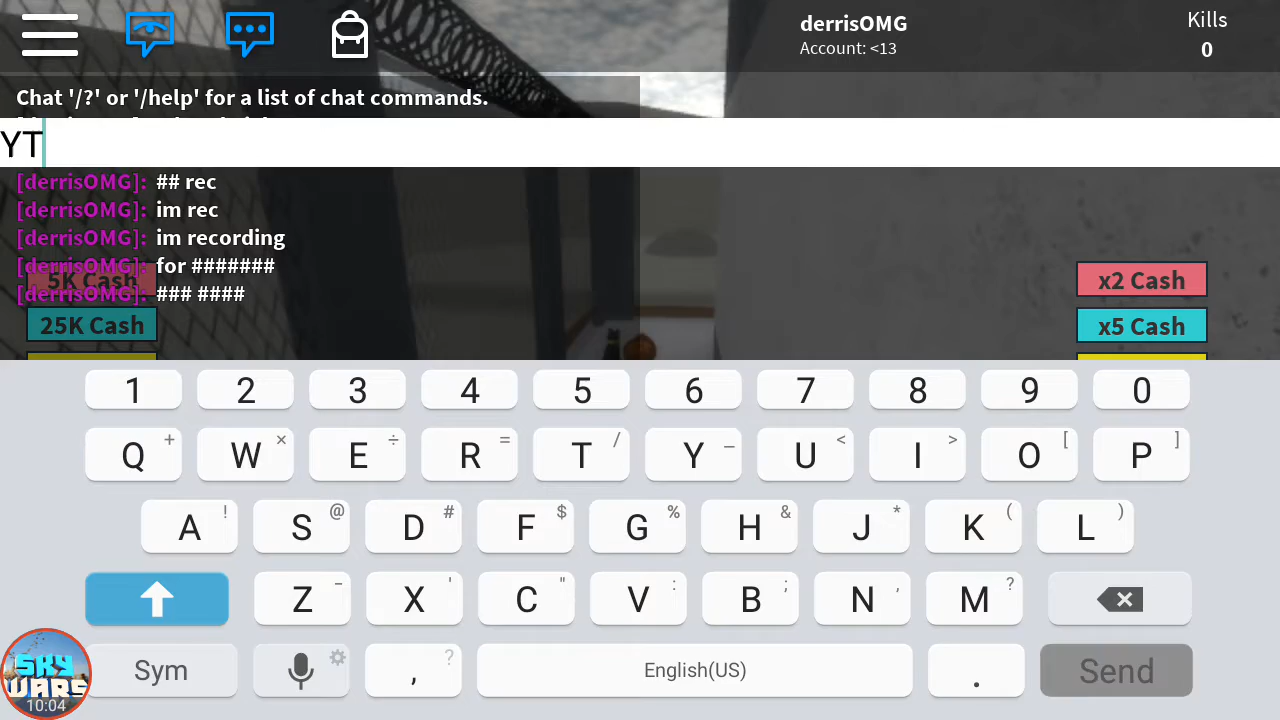 derrisOMG
Account: <13
Kills
0
Chat '/?' or '/help' for a list of chat commands.
YT
[derrisOMG]: ## rec
[derrisOMG]: im rec
[derrisOMG]: im recording
[derrisOMG]: for #######
[derrisOMG]: ### ####
5K Cash
25K Cash
x2 Cash
x5 Cash
1 2 3 4 5 6 7 8 9 0
Q + W × E ÷ R = T / Y _ U < I > O [ P ]
A ! S @ D # F $ G % H & J * K ( L )
Z - X ' C " V : B ; N , M ?
Sym , ? English(US) . Send
SKY
WARS
10:04